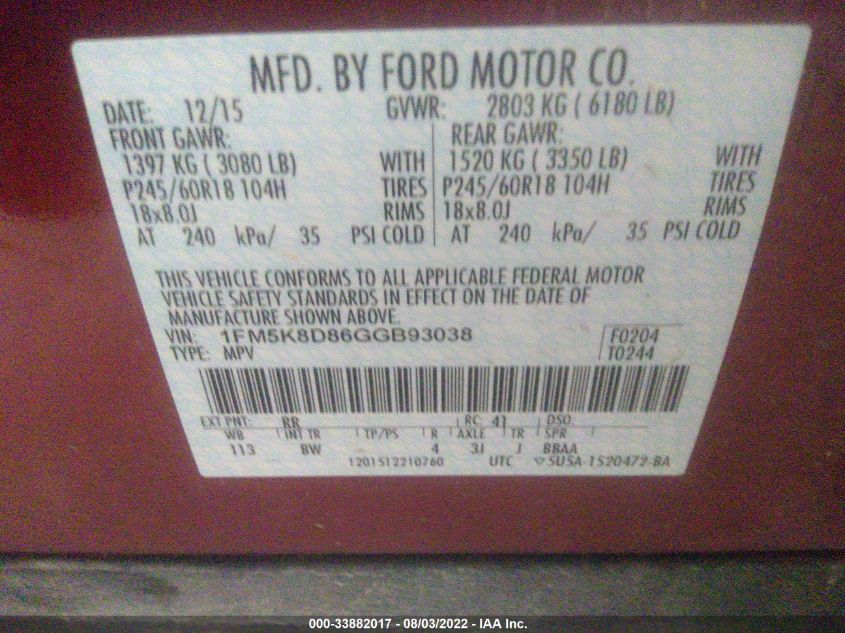 MFD. BY FORD MOTOR CO.
DATE: 12/15 GVWR: 2803 KG ( 6180 LB)
FRONT GAWR: REAR GAWR:
1397 KG ( 3080 LB) WITH 1520 KG ( 3350 LB) WITH
P245/60R18 104H TIRES P245/60R18 104H TIRES
18x8.0J RIMS 18x8.0J RIMS
AT 240 kPa/ 35 PSI COLD AT 240 kPa/ 35 PSI COLD
THIS VEHICLE CONFORMS TO ALL APPLICABLE FEDERAL MOTOR
VEHICLE SAFETY STANDARDS IN EFFECT ON THE DATE OF
MANUFACTURE SHOWN ABOVE.
VIN: 1FM5K8D86GGB93038 F0204
TYPE: MPV T0244
EXT PNT: RR RC: 41 DSO:
WB INT TR TP/PS R AXLE TR SPR
113 BW 4 3J J BBAA
1201512210760 UTC ▽SU5A-1520472-BA
000-33882017 - 08/03/2022 - IAA Inc.